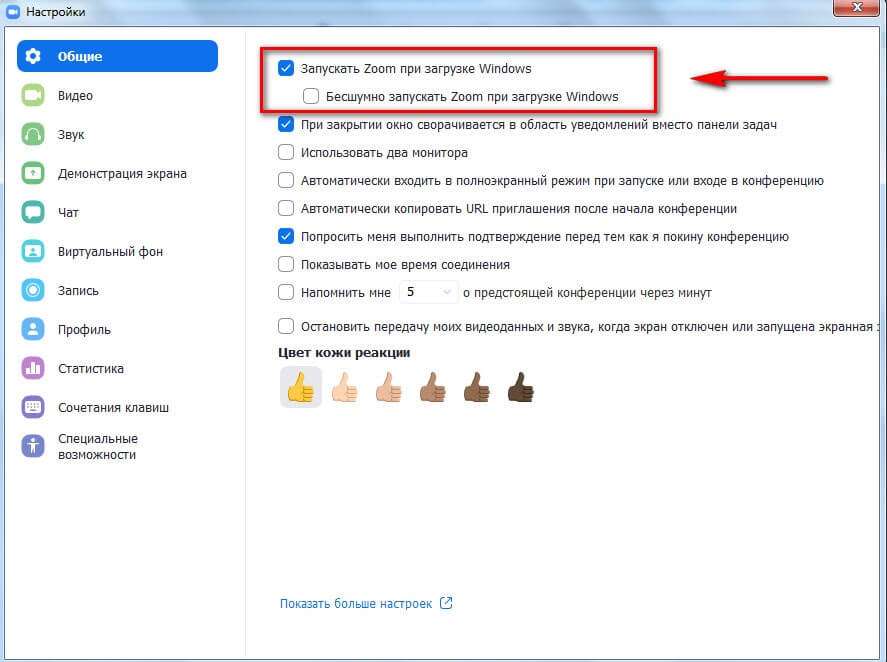 Настройки
Общие
Видео
Звук
Демонстрация экрана
Чат
Виртуальный фон
Запись
Профиль
Статистика
Сочетания клавиш
Специальные
возможности
Запускать Zoom при загрузке Windows
Бесшумно запускать Zoom при загрузке Windows
При закрытии окно сворачивается в область уведомлений вместо панели задач
Использовать два монитора
Автоматически входить в полноэкранный режим при запуске или входе в конференцию
Автоматически копировать URL приглашения после начала конференции
Попросить меня выполнить подтверждение перед тем как я покину конференцию
Показывать мое время соединения
Напомнить мне 5 о предстоящей конференции через минут
Остановить передачу моих видеоданных и звука, когда экран отключен или запущена экранная
Цвет кожи реакции
Показать больше настроек